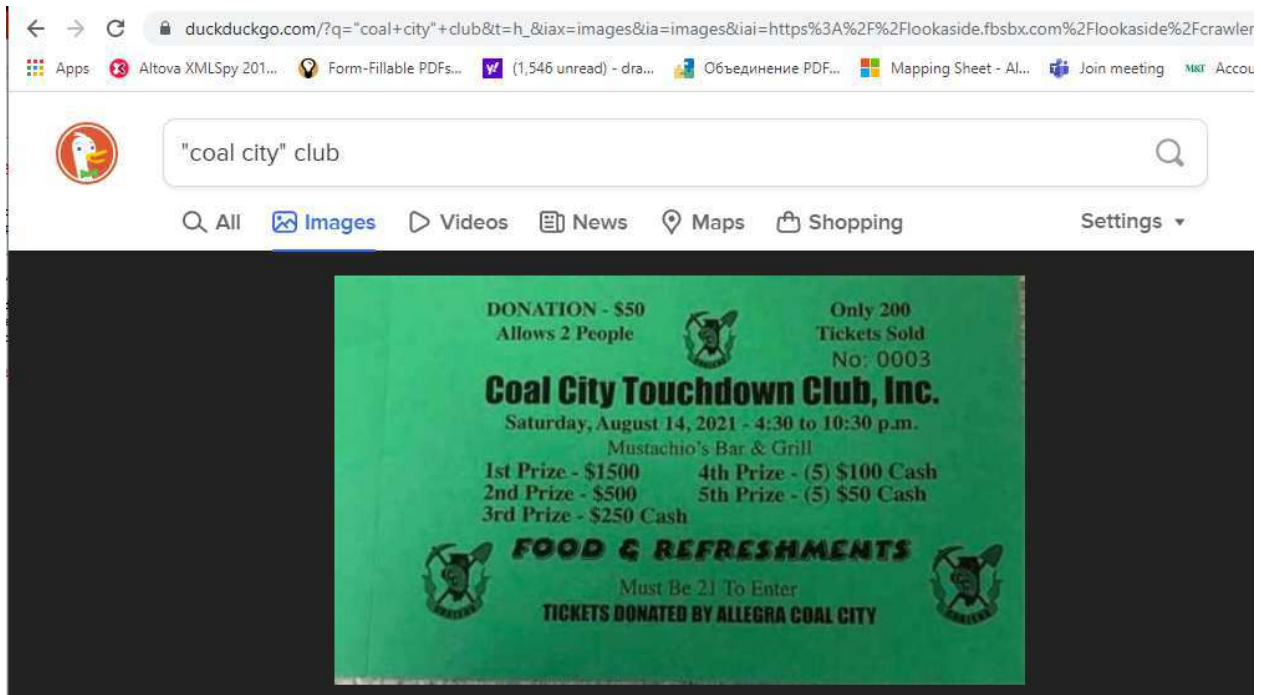 duckduckgo.com/?q="coal+city"+club&t=h_&iax=images&ia=images&iai=https%3A%2F%2Flookaside.fbsbx.com%2Flookaside%2Fcrawler
Apps Altova XMLSpy 201... Form-Fillable PDFs... (1,546 unread) - dra... Объединение PDF... Mapping Sheet - Al... Join meeting M&T Accou
"coal city" club
All Images Videos News Maps Shopping Settings
DONATION - $50 Only 200
Allows 2 People Tickets Sold
No: 0003
Coal City Touchdown Club, Inc.
Saturday, August 14, 2021 - 4:30 to 10:30 p.m.
Mustachio's Bar & Grill
1st Prize - $1500 4th Prize - (5) $100 Cash
2nd Prize - $500 5th Prize - (5) $50 Cash
3rd Prize - $250 Cash
FOOD & REFRESHMENTS
Must Be 21 To Enter
TICKETS DONATED BY ALLEGRA COAL CITY